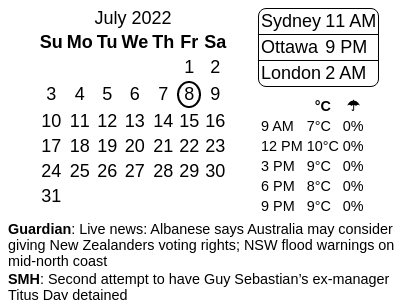 July 2022
Su Mo Tu We Th Fr Sa
1 2
3 4 5 6 7 8 9
10 11 12 13 14 15 16
17 18 19 20 21 22 23
24 25 26 27 28 29 30
31
Sydney 11 AM
Ottawa 9 PM
London 2 AM
°C ☂
9 AM 7°C 0%
12 PM 10°C 0%
3 PM 9°C 0%
6 PM 8°C 0%
9 PM 9°C 0%
Guardian: Live news: Albanese says Australia may consider
giving New Zealanders voting rights; NSW flood warnings on
mid-north coast
SMH: Second attempt to have Guy Sebastian’s ex-manager
Titus Day detained